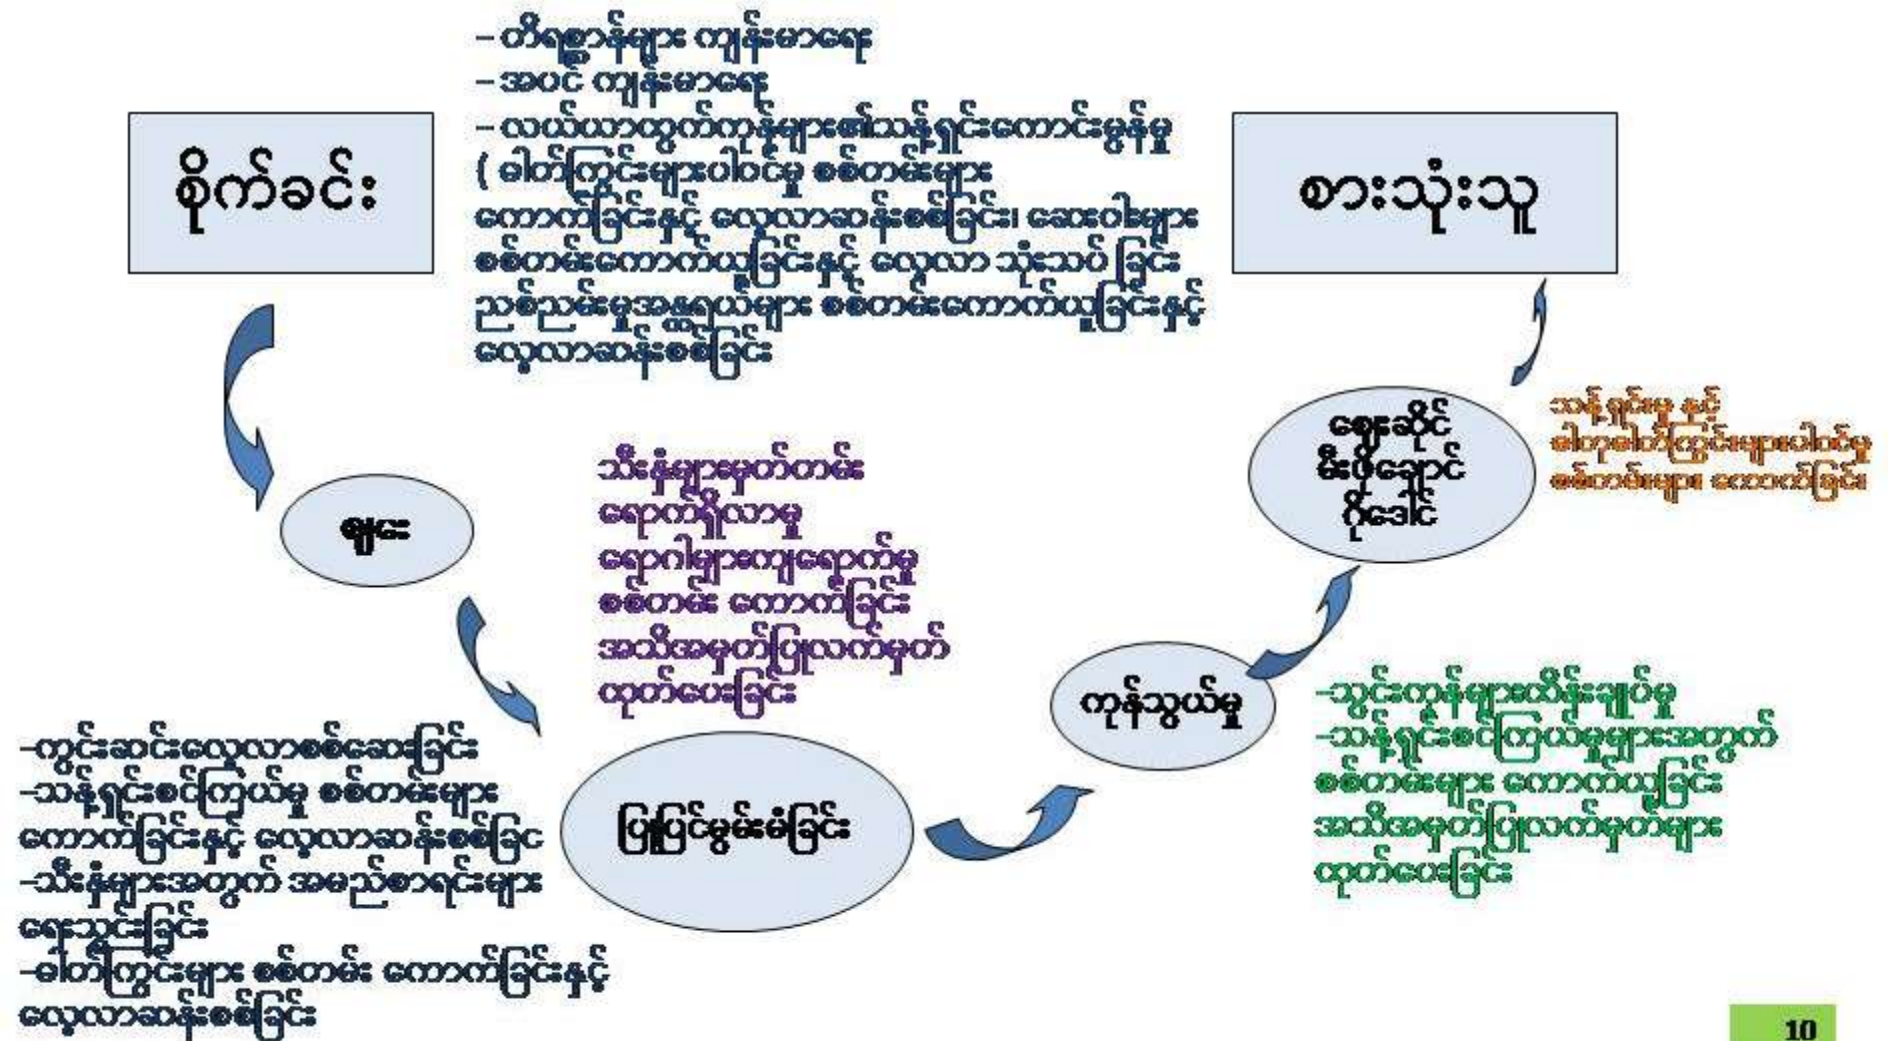 - တိရစ္ဆာန်များ ကျန်းမာရေး
- အပင် ကျန်းမာရေး
- လယ်ယာထွက်ကုန်များ၏သန့်ရှင်းကောင်းမွန်မှု
( ဓါတ်ကြွင်းများပါဝင်မှု စစ်တမ်းများ
ကောက်ခြင်းနှင့် လေ့လာဆန်းစစ်ခြင်း၊ ဆေးဝါးများ
စစ်တမ်းကောက်ယူခြင်းနှင့် လေ့လာ သုံးသပ် ခြင်း
ညစ်ညမ်းမှုအန္တရယ်များ စစ်တမ်းကောက်ယူခြင်းနှင့်
လေ့လာဆန်းစစ်ခြင်း
စိုက်ခင်း
စားသုံးသူ
ဈေး
သီးနှံများမှတ်တမ်း
ရောက်ရှိလာမှု
ရောဂါများကျရောက်မှု
စစ်တမ်း ကောက်ခြင်း
အသိအမှတ်ပြုလက်မှတ်
ထုတ်ပေးခြင်း
ဈေးဆိုင်
မီးဖိုချောင်
ဂိုဒေါင်
သန့်ရှင်းမှု နှင့်
ဓါတုဓါတ်ကြွင်းများပါဝင်မှု
စစ်တမ်းများ ကောက်ခြင်း
ကုန်သွယ်မှု
-သွင်းကုန်များထိန်းချုပ်မှု
-သန့်ရှင်းစင်ကြယ်မှုများအတွက်
စစ်တမ်းများ ကောက်ယူခြင်း
အသိအမှတ်ပြုလက်မှတ်များ
ထုတ်ပေးခြင်း
ပြုပြင်မွမ်းမံခြင်း
-ကွင်းဆင်းလေ့လာစစ်ဆေးခြင်း
-သန့်ရှင်းစင်ကြယ်မှု စစ်တမ်းများ
ကောက်ခြင်းနှင့် လေ့လာဆန်းစစ်ခြင
-သီးနှံများအတွက် အမည်စာရင်းများ
ရေးသွင်းခြင်း
-ဓါတ်ကြွင်းများ စစ်တမ်း ကောက်ခြင်းနှင့်
လေ့လာဆန်းစစ်ခြင်း
10